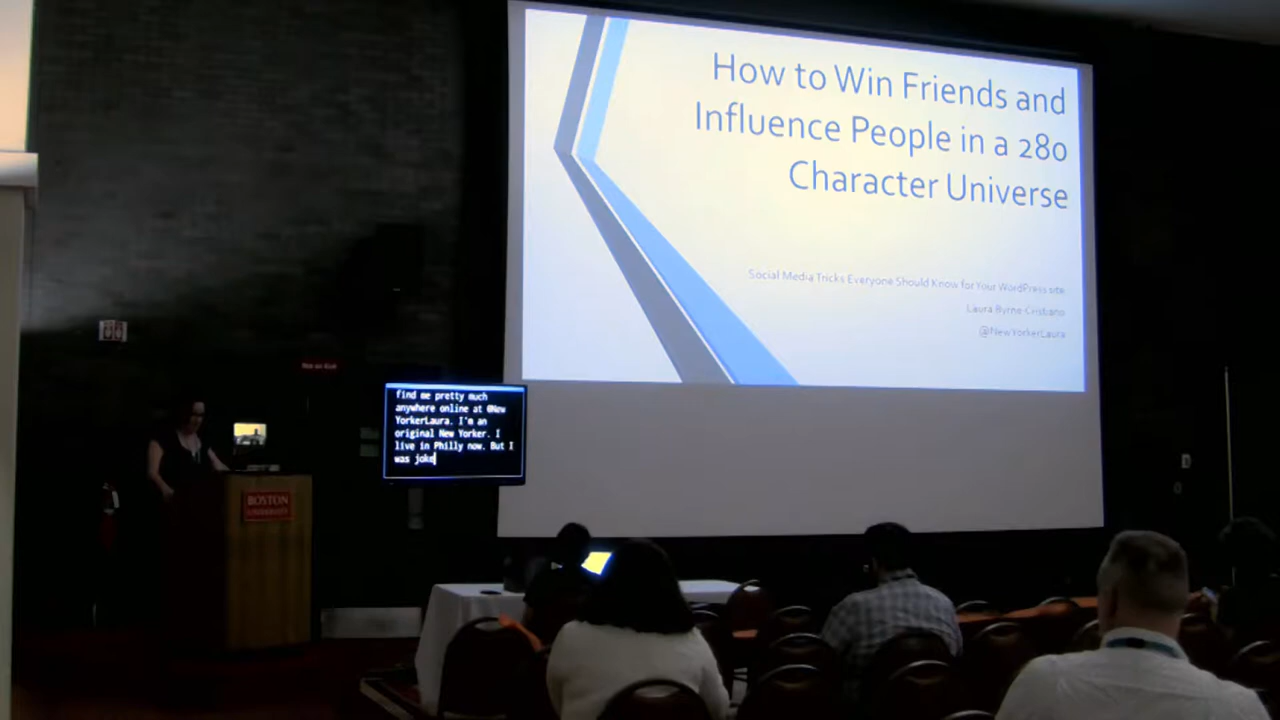 How to Win Friends and
Influence People in a 280
Character Universe
Social Media Tricks Everyone Should Know for Your WordPress site
Laura Byrne-Cristiano
@NewYorkerLaura
find me pretty much
anywhere online at @New
YorkerLaura. I'm an
original New Yorker. I
live in Philly now. But I
was joke
BOSTON
UNIVERSITY